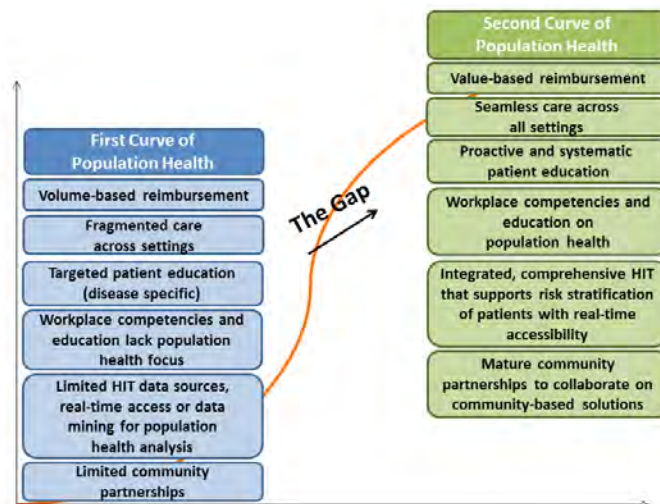 First Curve of
Population Health
Volume-based reimbursement
Fragmented care
across settings
Targeted patient education
(disease specific)
Workplace competencies and
education lack population
health focus
Limited HIT data sources,
real-time access or data
mining for population
health analysis
Limited community
partnerships
The Gap
Second Curve of
Population Health
Value-based reimbursement
Seamless care across
all settings
Proactive and systematic
patient education
Workplace competencies and
education on
population health
Integrated, comprehensive HIT
that supports risk stratification
of patients with real-time
accessibility
Mature community
partnerships to collaborate on
community-based solutions